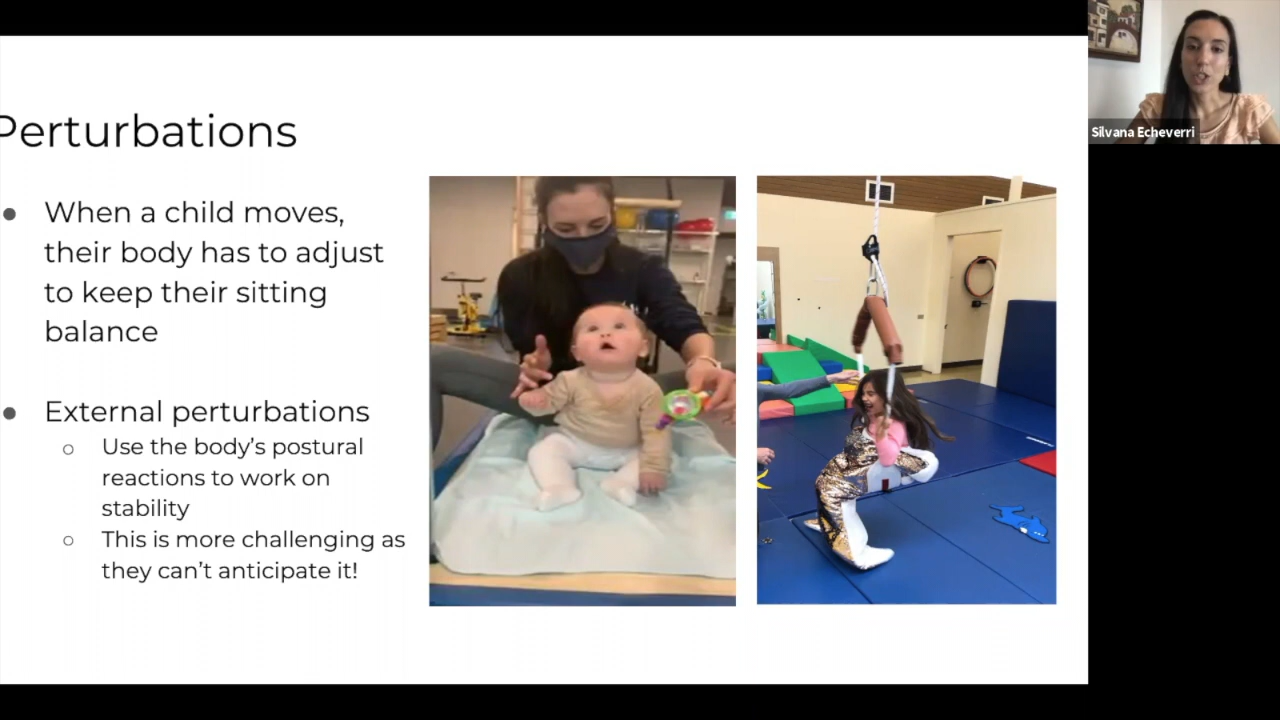 Perturbations
When a child moves,
their body has to adjust
to keep their sitting
balance
External perturbations
Use the body's postural
reactions to work on
stability
This is more challenging as
they can't anticipate it!
Silvana Echeverri